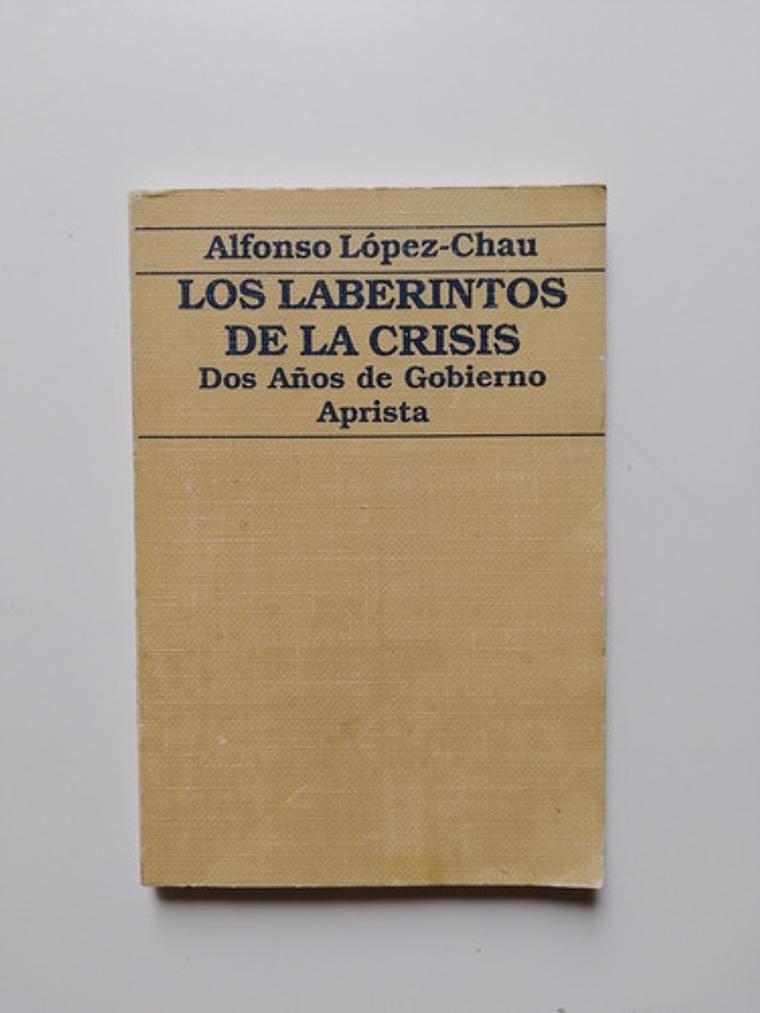 Alfonso López-Chau
LOS LABERINTOS
DE LA CRISIS
Dos Años de Gobierno
Aprista